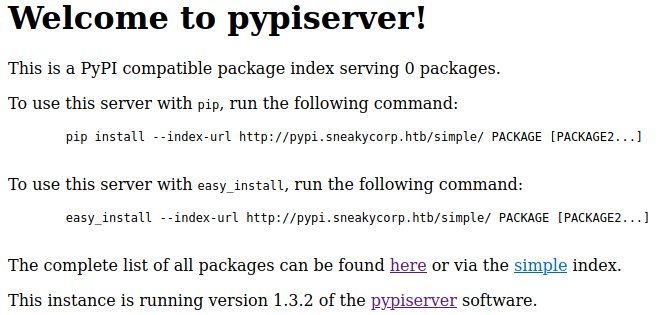 Welcome to pypiserver!
This is a PyPI compatible package index serving 0 packages.
To use this server with pip, run the following command:
pip install --index-url http://pypi.sneakycorp.htb/simple/ PACKAGE [PACKAGE2...]
To use this server with easy_install, run the following command:
easy_install --index-url http://pypi.sneakycorp.htb/simple/ PACKAGE [PACKAGE2...]
The complete list of all packages can be found here or via the simple index.
This instance is running version 1.3.2 of the pypiserver software.